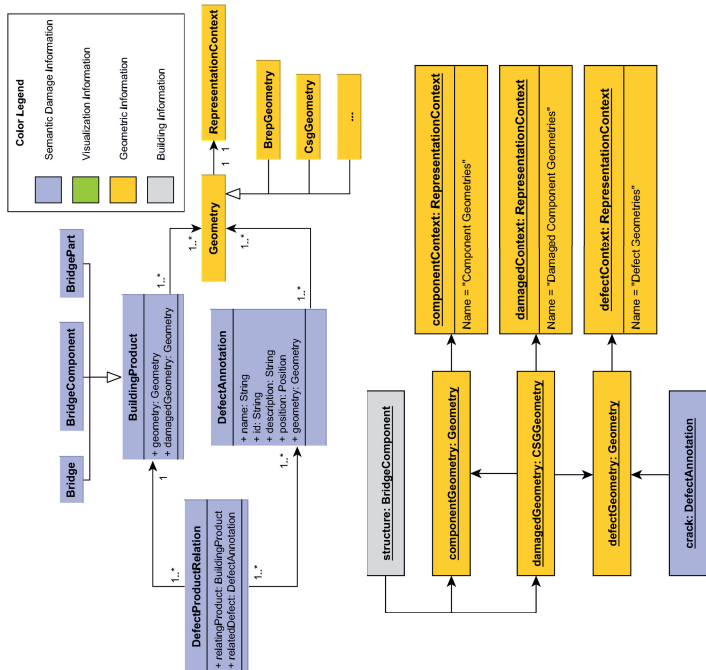 Color Legend
Semantic Damage Information
Visualization Information
Geometric Information
Building Information
Bridge
BridgeComponent
BridgePart
BuildingProduct
+ geometry: Geometry
+ damagedGeometry: Geometry
DefectAnnotation
+ name: String
+ id: String
+ description: String
+ position: Position
+ geometry: Geometry
DefectProductRelation
+ relatingProduct: BuildingProduct
+ relatedDefect: DefectAnnotation
1..*
1
1..*
1..*
1..*
1..*
1..*
1..*
Geometry
1
1
RepresentationContext
BrepGeometry
CsgGeometry
...
structure: BridgeComponent
componentGeometry: Geometry
damagedGeometry: CSGGeometry
defectGeometry: Geometry
crack: DefectAnnotation
componentContext: RepresentationContext
Name = "Component Geometries"
damagedContext: RepresentationContext
Name = "Damaged Component Geometries"
defectContext: RepresentationContext
Name = "Defect Geometries"